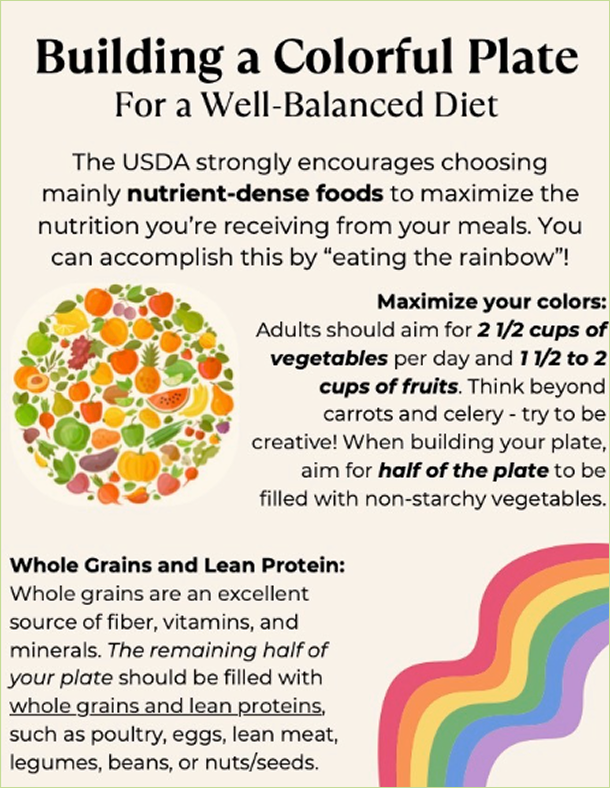 Building a Colorful Plate
For a Well-Balanced Diet
The USDA strongly encourages choosing
mainly nutrient-dense foods to maximize the
nutrition you're receiving from your meals. You
can accomplish this by “eating the rainbow”!
Maximize your colors:
Adults should aim for 2 1/2 cups of
vegetables per day and 1 1/2 to 2
cups of fruits. Think beyond
carrots and celery - try to be
creative! When building your plate,
aim for half of the plate to be
filled with non-starchy vegetables.
Whole Grains and Lean Protein:
Whole grains are an excellent
source of fiber, vitamins, and
minerals. The remaining half of
your plate should be filled with
whole grains and lean proteins,
such as poultry, eggs, lean meat,
legumes, beans, or nuts/seeds.